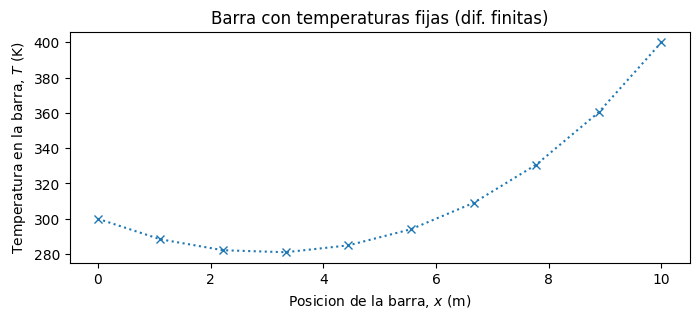 Barra con temperaturas fijas (dif. finitas)
Temperatura en la barra, T (K)
400
380
360
340
320
300
280
0 2 4 6 8 10
Posicion de la barra, x (m)